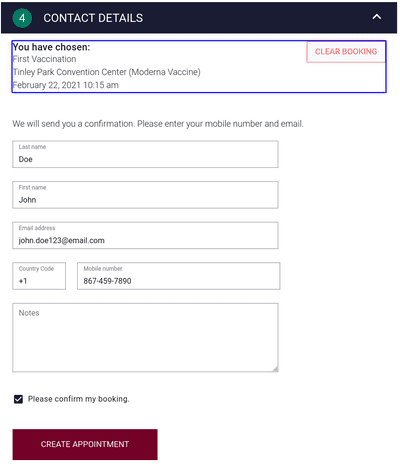 4 CONTACT DETAILS
You have chosen:
CLEAR BOOKING
First Vaccination
Tinley Park Convention Center (Moderna Vaccine)
February 22, 2021 10:15 am
We will send you a confirmation. Please enter your mobile number and email.
Last name
Doe
First name
John
Email address
john.doe123@email.com
Country Code
+1
Mobile number
867-459-7890
Notes
Please confirm my booking.
CREATE APPOINTMENT